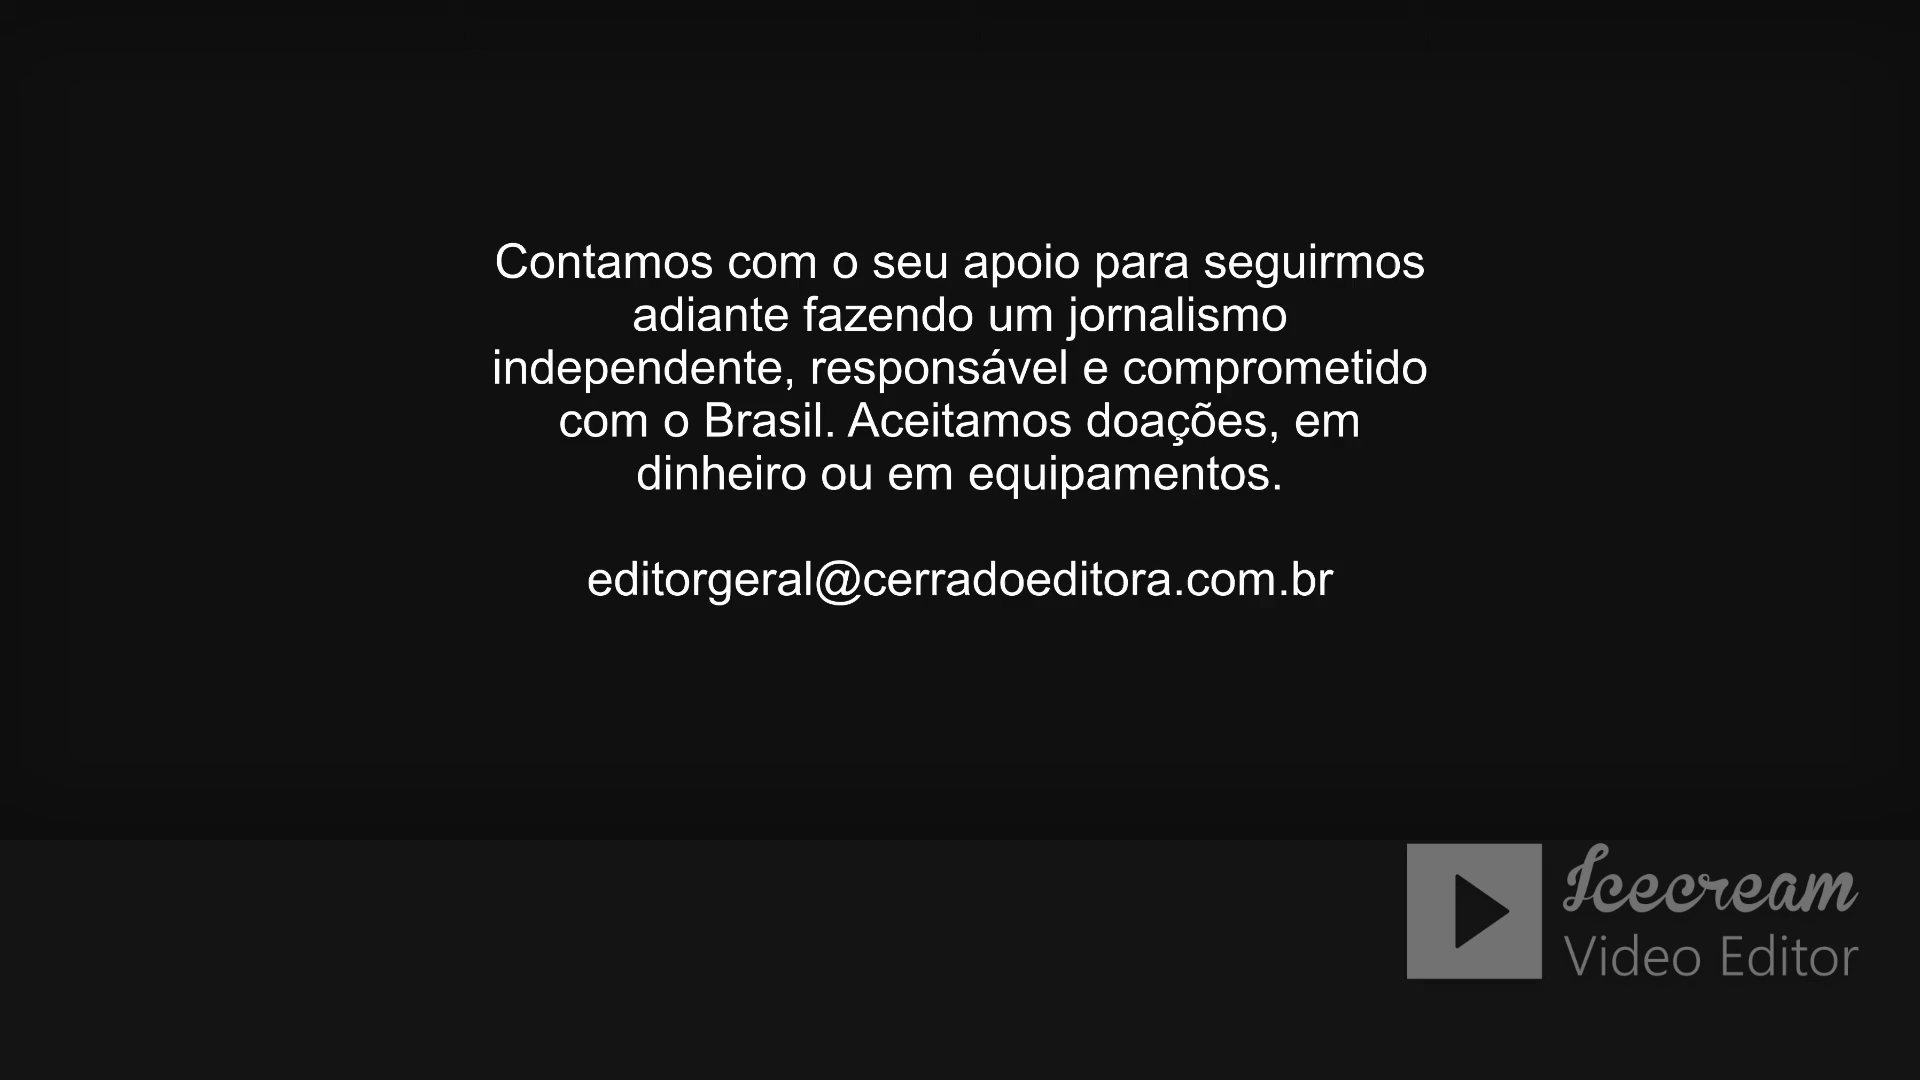 Contamos com o seu apoio para seguirmos
adiante fazendo um jornalismo
independente, responsável e comprometido
com o Brasil. Aceitamos doações, em
dinheiro ou em equipamentos.
editorgeral@cerradoeditora.com.br
Icecream
Video Editor